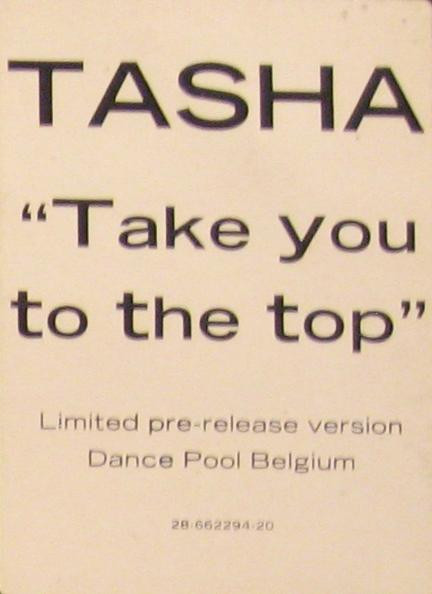 TASHA
“Take you
to the top”
Limited pre-release version
Dance Pool Belgium
28-662294-20